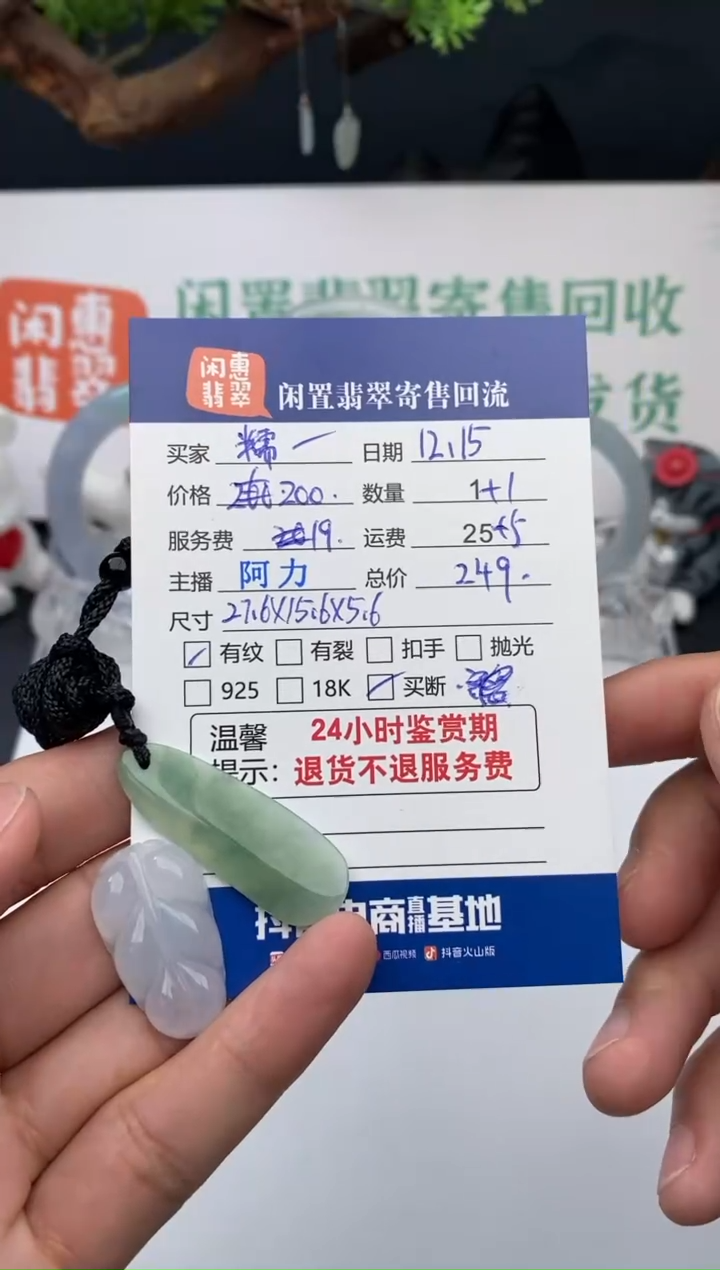 闲惠
翡翠
闲置翡翠寄售回收
发货
闲惠
翡翠
闲置翡翠寄售回流
买家 糯一 日期 12.15
价格 200. 数量 1+1
服务费 19. 运费 25+5
主播 阿力 总价 249.
尺寸 27.6X15.6X5.6
有纹 有裂 扣手 抛光
925 18K 买断
温馨 24小时鉴赏期
提示: 退货不退服务费
抖 电商直播基地
西瓜视频 抖音火山版